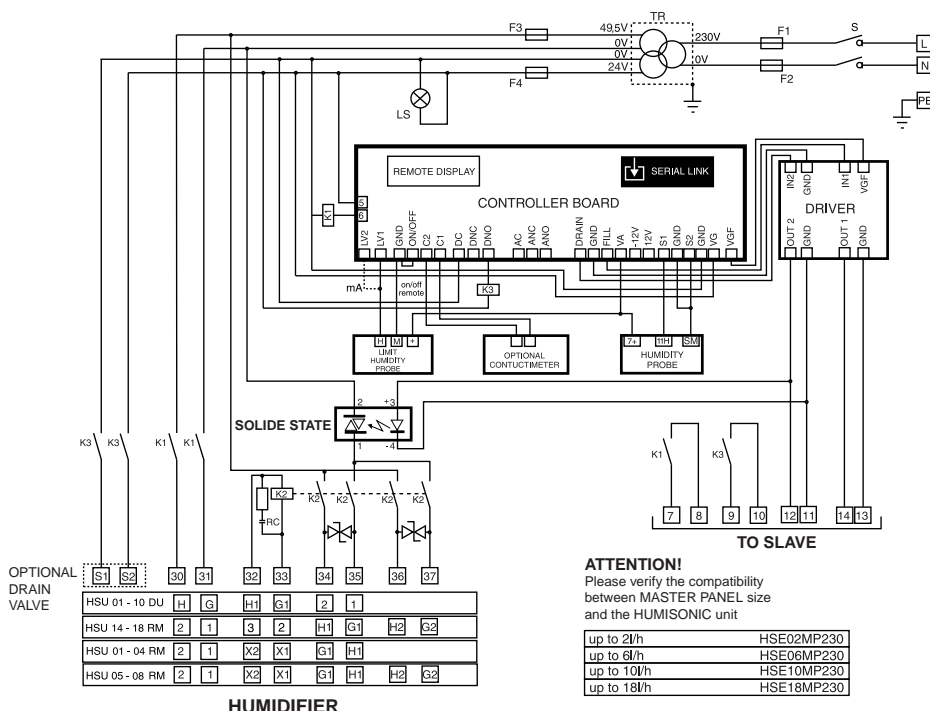 TR
F3
49,5V
0V
0V
24V
F4
230V
0V
F1
F2
S
L
N
PE
LS
REMOTE DISPLAY
SERIAL LINK
CONTROLLER BOARD
5
6
K1
LV2
LV1
GND
ON/OFF
C2
C1
DC
DNC
DNO
AC
ANC
ANO
DRAIN
GND
FILL
VA
-12V
12V
S1
GND
S2
GND
VG
VGF
IN2
GND
IN1
VGF
DRIVER
OUT 2
GND
OUT 1
GND
mA
on/off
remote
K3
H
M
+
LIMIT
HUMIDITY
PROBE
OPTIONAL
CONTUCTIMETER
7+
11H
SM
HUMIDITY
PROBE
2
+3
SOLIDE STATE
1
-4
K3
K3
K1
K1
K2
RC
K2
K2
K2
K2
K1
K3
7
8
9
10
12
11
14
13
TO SLAVE
OPTIONAL
DRAIN
VALVE
S1
S2
30
31
32
33
34
35
36
37
HSU 01 - 10 DU H G H1 G1 2 1
HSU 14 - 18 RM 2 1 3 2 H1 G1 H2 G2
HSU 01 - 04 RM 2 1 X2 X1 G1 H1
HSU 05 - 08 RM 2 1 X2 X1 G1 H1 H2 G2
HUMIDIFIER
ATTENTION!
Please verify the compatibility
between MASTER PANEL size
and the HUMISONIC unit
up to 2l/h HSE02MP230
up to 6l/h HSE06MP230
up to 10l/h HSE10MP230
up to 18l/h HSE18MP230